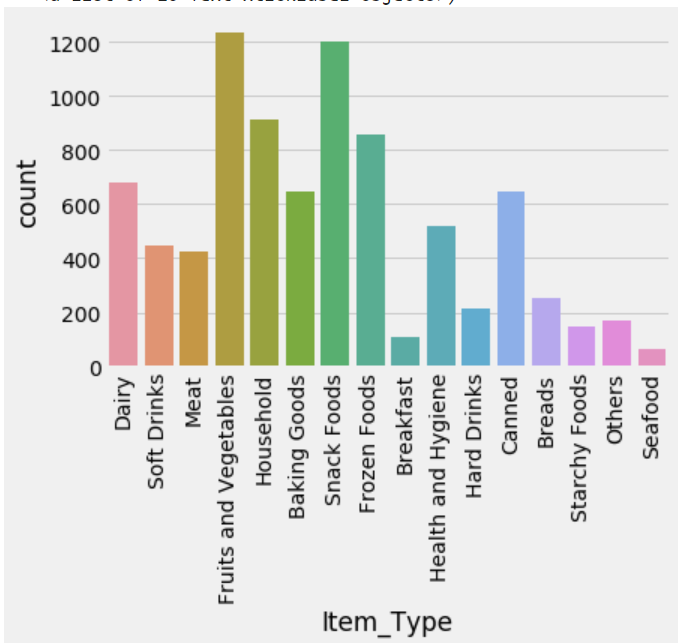 1200
1000
800
600
400
200
0
count
Dairy
Soft Drinks
Meat
Fruits and Vegetables
Household
Baking Goods
Snack Foods
Frozen Foods
Breakfast
Health and Hygiene
Hard Drinks
Canned
Breads
Starchy Foods
Others
Seafood
Item_Type